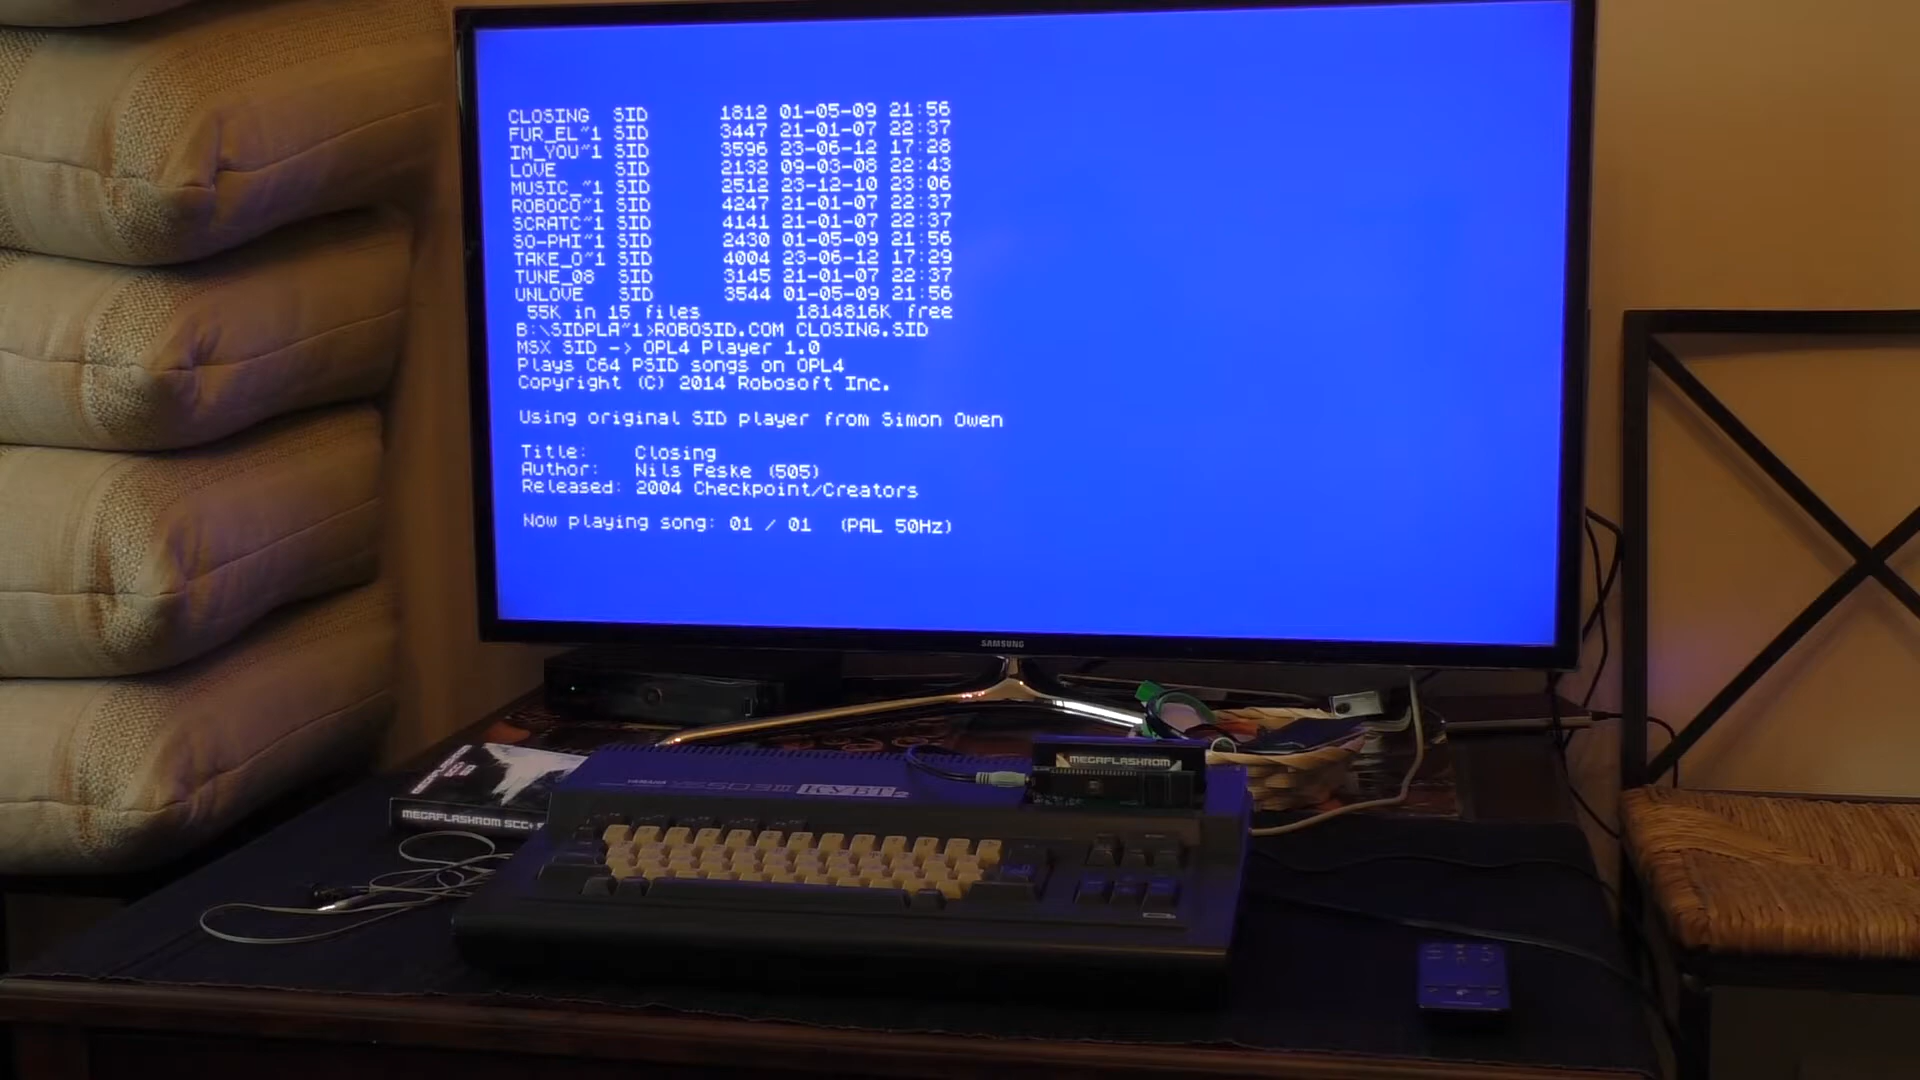 CLOSING SID 1812 01-05-09 21:56
FUR_EL~1 SID 3447 21-01-07 22:37
IM_YOU~1 SID 3596 23-06-12 17:28
LOVE SID 2132 09-03-08 22:43
MUSIC_~1 SID 2512 23-12-10 23:06
ROBOCO~1 SID 4247 21-01-07 22:37
SCRATC~1 SID 4141 21-01-07 22:37
SO-PHI~1 SID 2430 01-05-09 21:56
TAKE_O~1 SID 4004 23-06-12 17:29
TUNE_08 SID 3145 21-01-07 22:37
UNLOVE SID 3544 01-05-09 21:56
55K in 15 files 1814816K free
B:\SIDPLA~1>ROBOSID.COM CLOSING.SID
MSX SID -> OPL4 Player 1.0
Plays C64 PSID songs on OPL4
Copyright (C) 2014 Robosoft Inc.
Using original SID player from Simon Owen
Title: Closing
Author: Nils Feske (505)
Released: 2004 Checkpoint/Creators
Now playing song: 01 / 01 (PAL 50Hz)
SAMSUNG
MEGAFLASHROM
YAMAHA
КУВТ 2
MEGAFLASHROM SCC+